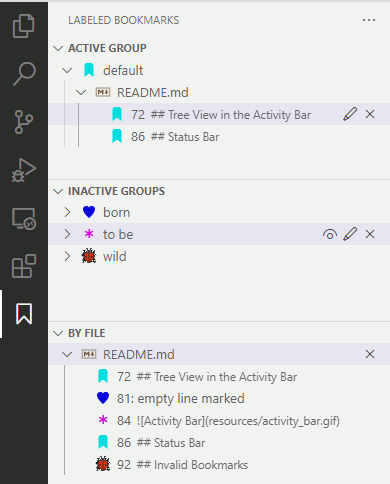 LABELED BOOKMARKS
ACTIVE GROUP
default
README.md
72 ## Tree View in the Activity Bar
86 ## Status Bar
INACTIVE GROUPS
born
to be
wild
BY FILE
README.md
72 ## Tree View in the Activity Bar
81: empty line marked
84 ![Activity Bar](resources/activity_bar.gif)
86 ## Status Bar
92 ## Invalid Bookmarks